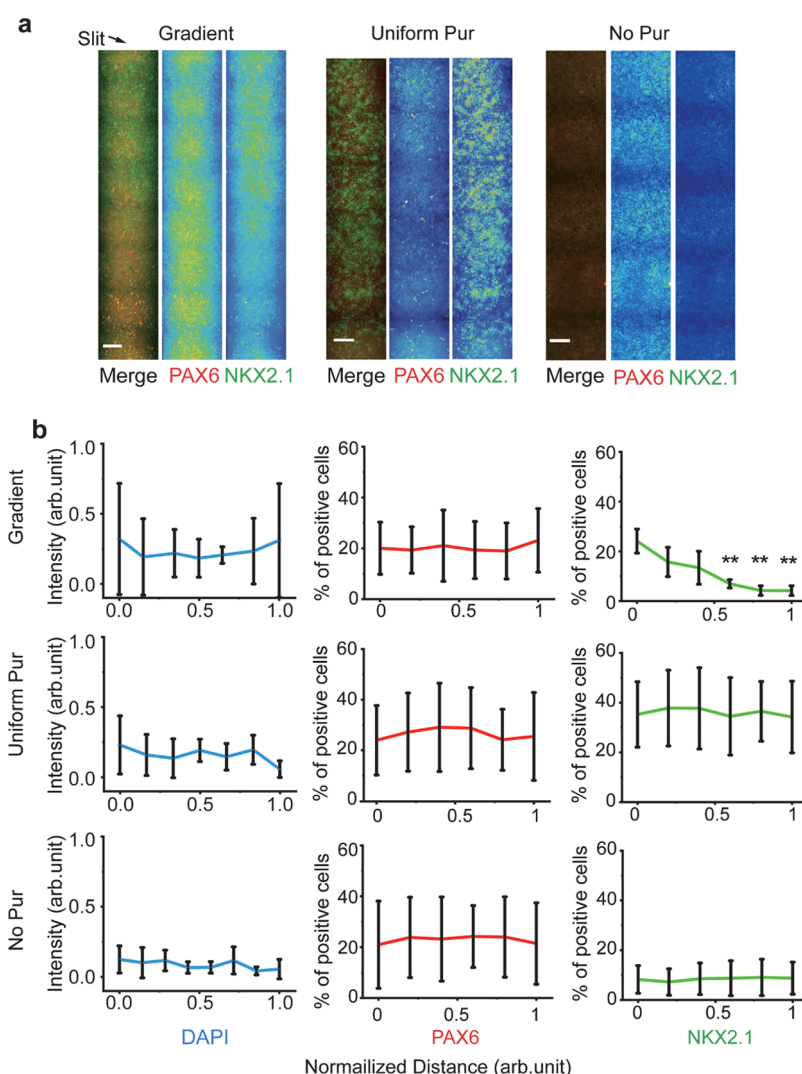 a
Slit
Gradient
Uniform Pur
No Pur
Merge PAX6 NKX2.1
Merge PAX6 NKX2.1
Merge PAX6 NKX2.1
b
Gradient
Intensity (arb.unit)
1.0
0.5
0.0
0.0 0.5 1.0
% of positive cells
60
40
20
0
0 0.5 1
% of positive cells
60
40
20
0
** ** **
0 0.5 1
Uniform Pur
Intensity (arb.unit)
1.0
0.5
0.0
0.0 0.5 1.0
% of positive cells
60
40
20
0
0 0.5 1
% of positive cells
60
40
20
0
0 0.5 1
No Pur
Intensity (arb.unit)
1.0
0.5
0.0
0.0 0.5 1.0
% of positive cells
60
40
20
0
0 0.5 1
% of positive cells
60
40
20
0
0 0.5 1
DAPI
PAX6
NKX2.1
Normailized Distance (arb.unit)